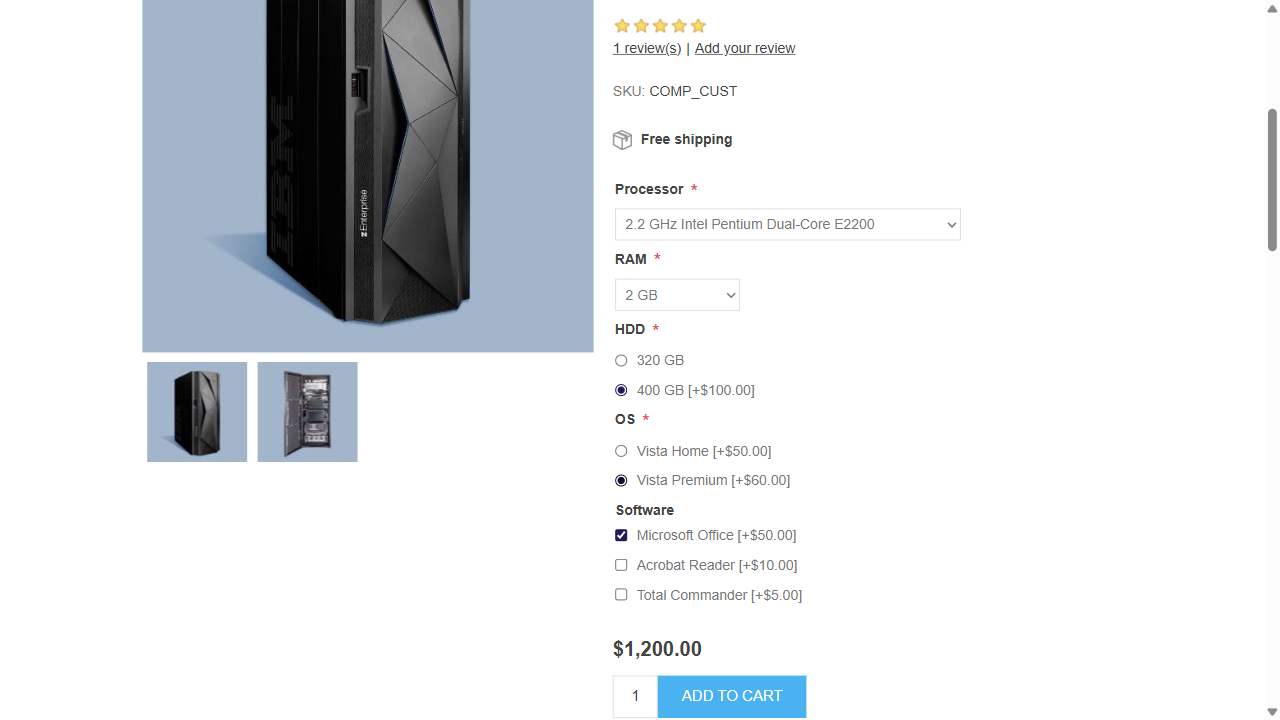 IBM
zEnterprise
1 review(s) | Add your review
SKU: COMP_CUST
Free shipping
Processor *
2.2 GHz Intel Pentium Dual-Core E2200
RAM *
2 GB
HDD *
320 GB
400 GB [+$100.00]
OS *
Vista Home [+$50.00]
Vista Premium [+$60.00]
Software
Microsoft Office [+$50.00]
Acrobat Reader [+$10.00]
Total Commander [+$5.00]
$1,200.00
1 ADD TO CART